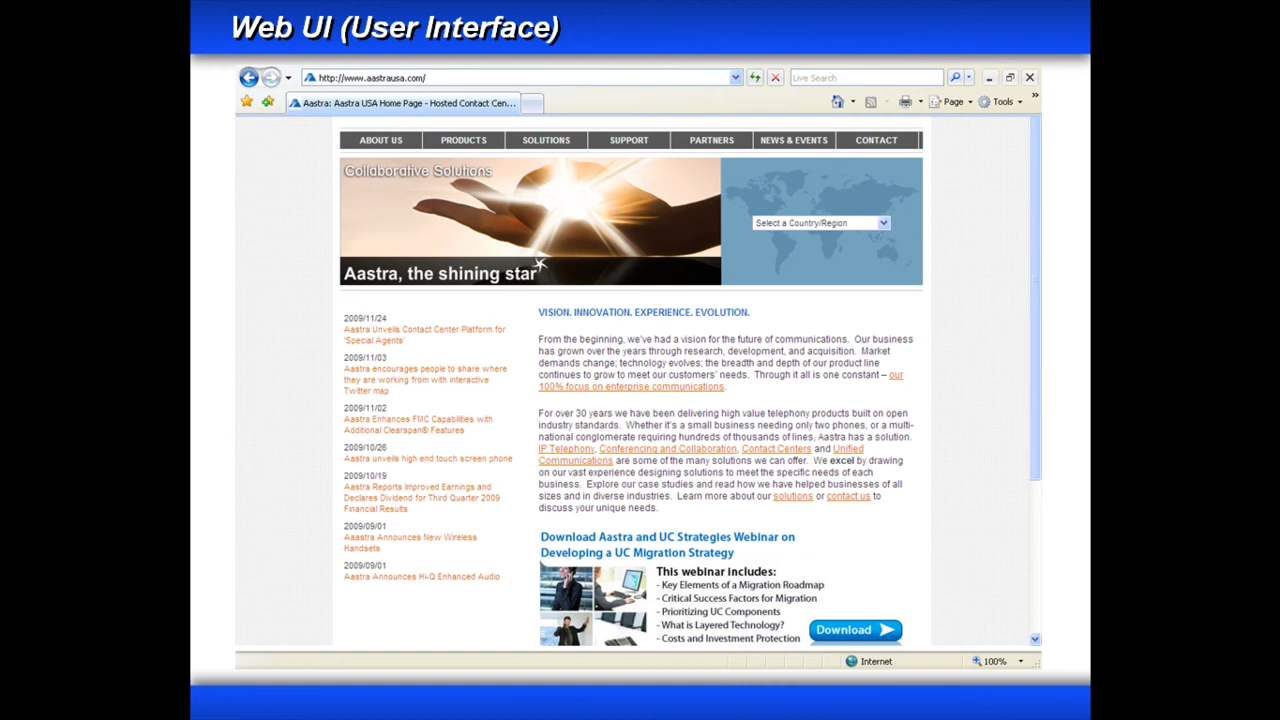 Web UI (User Interface)
http://www.aastrausa.com/
Live Search
Aastra: Aastra USA Home Page - Hosted Contact Cen...
Page
Tools
ABOUT US
PRODUCTS
SOLUTIONS
SUPPORT
PARTNERS
NEWS & EVENTS
CONTACT
Collaborative Solutions
Aastra, the shining star
Select a Country/Region
2009/11/24
Aastra Unveils Contact Center Platform for
'Special Agents'
2009/11/03
Aastra encourages people to share where
they are working from with interactive
Twitter map
2009/11/02
Aastra Enhances FMC Capabilities with
Additional Clearspan® Features
2009/10/26
Aastra unveils high end touch screen phone
2009/10/19
Aastra Reports Improved Earnings and
Declares Dividend for Third Quarter 2009
Financial Results
2009/09/01
Aaastra Announces New Wireless
Handsets
2009/09/01
Aastra Announces Hi-Q Enhanced Audio
VISION. INNOVATION. EXPERIENCE. EVOLUTION.
From the beginning, we've had a vision for the future of communications. Our business
has grown over the years through research, development, and acquisition. Market
demands change; technology evolves; the breadth and depth of our product line
continues to grow to meet our customers' needs. Through it all is one constant – our
100% focus on enterprise communications.
For over 30 years we have been delivering high value telephony products built on open
industry standards. Whether it's a small business needing only two phones, or a multi-
national conglomerate requiring hundreds of thousands of lines, Aastra has a solution.
IP Telephony, Conferencing and Collaboration, Contact Centers and Unified
Communications are some of the many solutions we can offer. We excel by drawing
on our vast experience designing solutions to meet the specific needs of each
business. Explore our case studies and read how we have helped businesses of all
sizes and in diverse industries. Learn more about our solutions or contact us to
discuss your unique needs.
Download Aastra and UC Strategies Webinar on
Developing a UC Migration Strategy
This webinar includes:
- Key Elements of a Migration Roadmap
- Critical Success Factors for Migration
- Prioritizing UC Components
- What is Layered Technology?
- Costs and Investment Protection
Download
Internet
100%